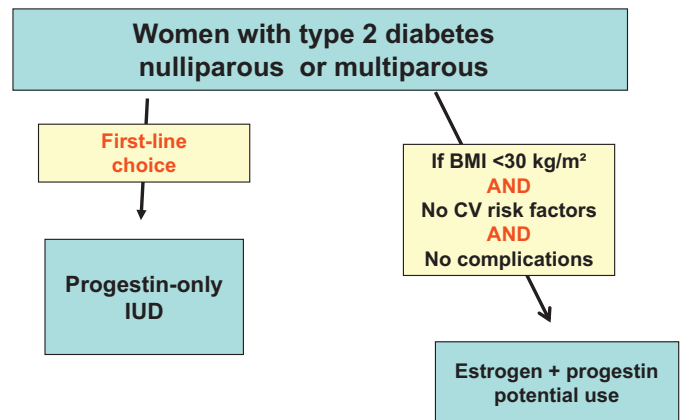 Women with type 2 diabetes
nulliparous or multiparous
First-line
choice
Progestin-only
IUD
If BMI <30 kg/m²
AND
No CV risk factors
AND
No complications
Estrogen + progestin
potential use